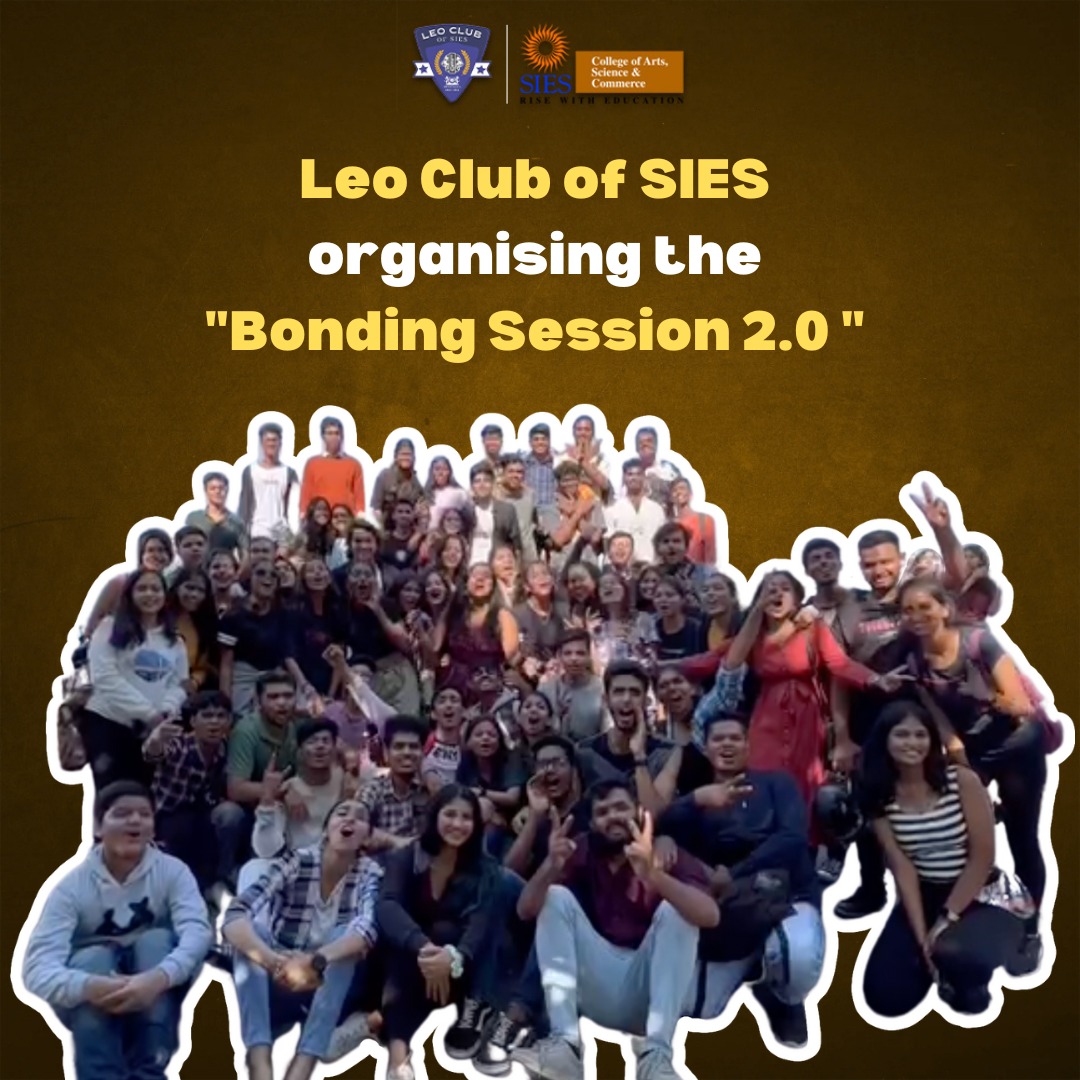 LEO CLUB
OF SIES
SIES
College of Arts,
Science &
Commerce
RISE WITH EDUCATION
Leo Club of SIES
organising the
"Bonding Session 2.0 "